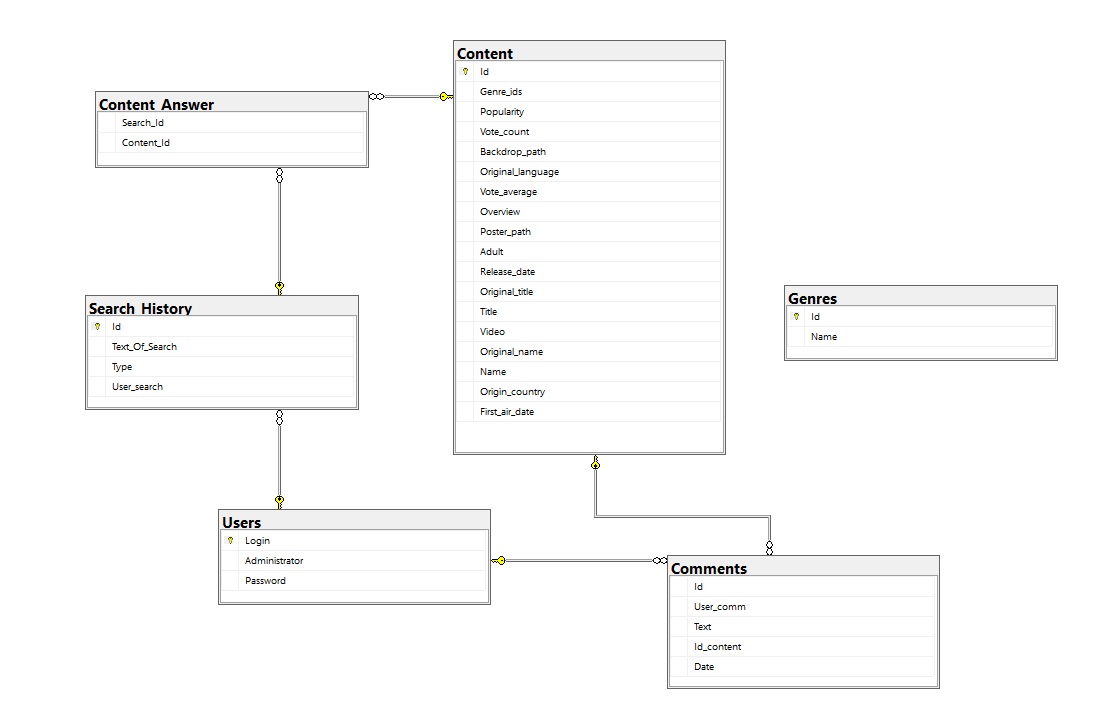 Content
Id
Genre_ids
Popularity
Vote_count
Backdrop_path
Original_language
Vote_average
Overview
Poster_path
Adult
Release_date
Original_title
Title
Video
Original_name
Name
Origin_country
First_air_date
Content_Answer
Search_Id
Content_Id
Search_History
Id
Text_Of_Search
Type
User_search
Genres
Id
Name
Users
Login
Administrator
Password
Comments
Id
User_comm
Text
Id_content
Date